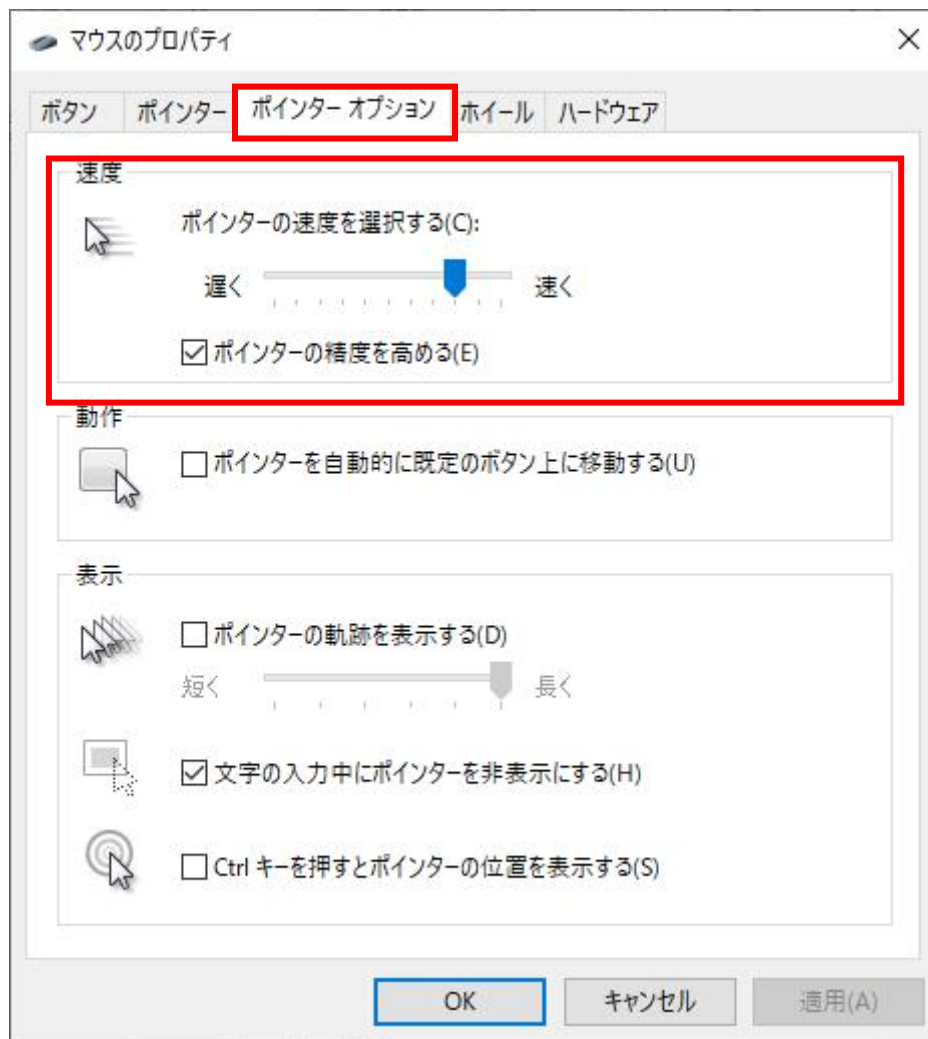 マウスのプロパティ
ボタン ポインター ポインター オプション ホイール ハードウェア
速度
ポインターの速度を選択する(C):
遅く 速く
ポインターの精度を高める(E)
動作
ポインターを自動的に既定のボタン上に移動する(U)
表示
ポインターの軌跡を表示する(D)
短く 長く
文字の入力中にポインターを非表示にする(H)
Ctrl キーを押すとポインターの位置を表示する(S)
OK キャンセル 適用(A)